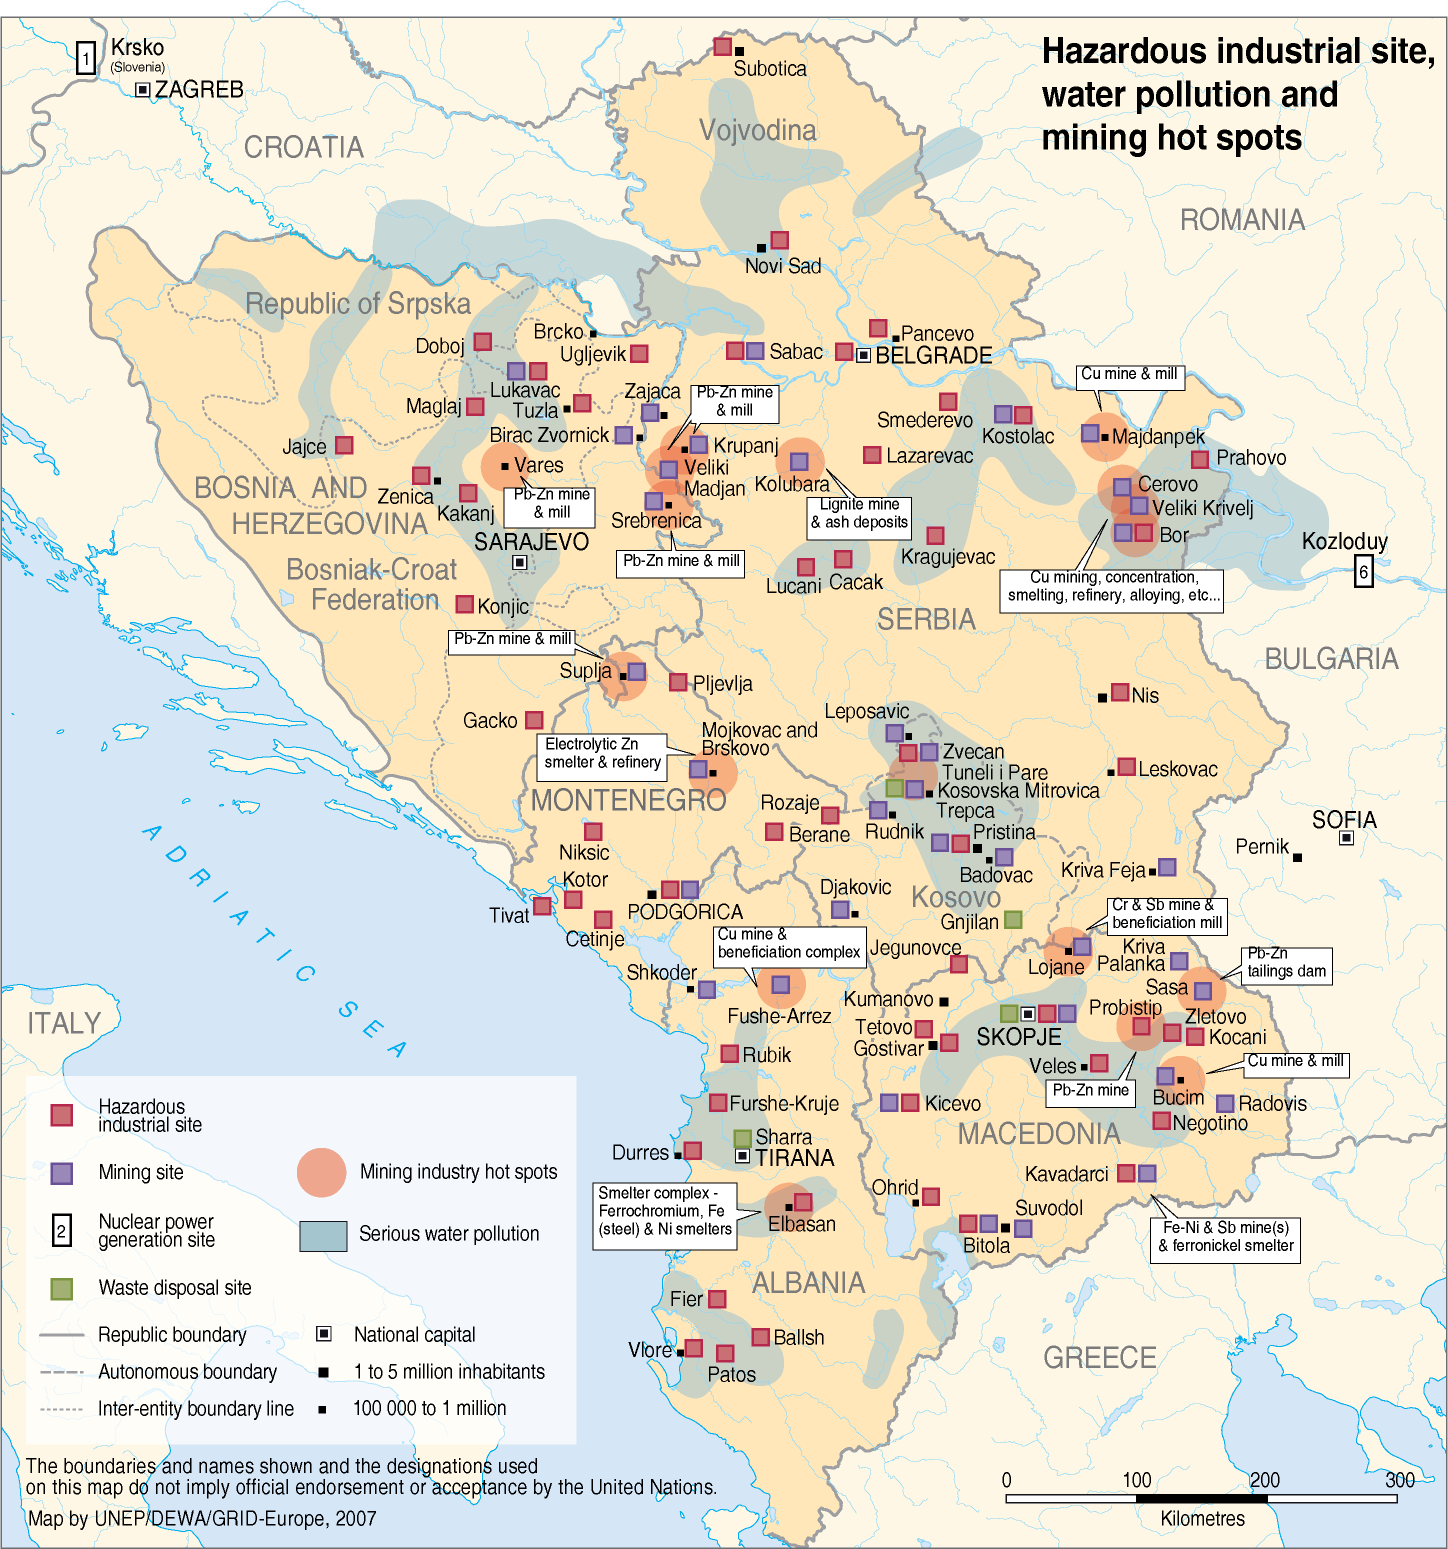 Hazardous industrial site,
water pollution and
mining hot spots
1
Krsko
(Slovenia)
ZAGREB
CROATIA
Subotica
Vojvodina
ROMANIA
Novi Sad
Republic of Srpska
Brcko
Doboj
Ugljevik
Sabac
Pancevo
BELGRADE
Cu mine & mill
Lukavac
Zajaca
Pb-Zn mine
& mill
Maglaj
Tuzla
Smederevo
Kostolac
Majdanpek
Birac Zvornick
Krupanj
Jajce
Lazarevac
Prahovo
Vares
Veliki
Madjan
Kolubara
Cerovo
BOSNIA AND
HERZEGOVINA
Zenica
Kakanj
Pb-Zn mine
& mill
Srebrenica
Lignite mine
& ash deposits
Veliki Krivelj
Bor
SARAJEVO
Kragujevac
Kozloduy
6
Pb-Zn mine & mill
Bosniak-Croat
Federation
Lucani
Cacak
Cu mining, concentration,
smelting, refinery, alloying, etc...
Konjic
SERBIA
Pb-Zn mine & mill
BULGARIA
Suplja
Pljevlja
Nis
Gacko
Leposavic
Mojkovac and
Brskovo
Electrolytic Zn
smelter & refinery
Zvecan
Tuneli i Pare
Leskovac
Kosovska Mitrovica
MONTENEGRO
Rozaje
Trepca
Berane
Rudnik
Pristina
SOFIA
Niksic
Pernik
Badovac
Kriva Feja
Kotor
Djakovic
Kosovo
Tivat
PODGORICA
Gnjilan
Cr & Sb mine &
beneficiation mill
Cetinje
Cu mine &
beneficiation complex
Jegunovce
Lojane
Kriva
Palanka
Pb-Zn
tailings dam
Shkoder
Sasa
ADRIATIC SEA
Fushe-Arrez
Kumanovo
Probistip
Zletovo
ITALY
Tetovo
SKOPJE
Kocani
Gostivar
Rubik
Veles
Cu mine & mill
Pb-Zn mine
Bucim
Furshe-Kruje
Kicevo
Radovis
Negotino
MACEDONIA
Sharra
Durres
TIRANA
Kavadarci
Ohrid
Smelter complex -
Ferrochromium, Fe
(steel) & Ni smelters
Elbasan
Suvodol
Bitola
Fe-Ni & Sb mine(s)
& ferronickel smelter
ALBANIA
Fier
Ballsh
Vlore
Patos
GREECE
Hazardous
industrial site
Mining site
Mining industry hot spots
2
Nuclear power
generation site
Serious water pollution
Waste disposal site
Republic boundary
National capital
Autonomous boundary
1 to 5 million inhabitants
Inter-entity boundary line
100 000 to 1 million
The boundaries and names shown and the designations used
on this map do not imply official endorsement or acceptance by the United Nations.
Map by UNEP/DEWA/GRID-Europe, 2007
0 100 200 300
Kilometres